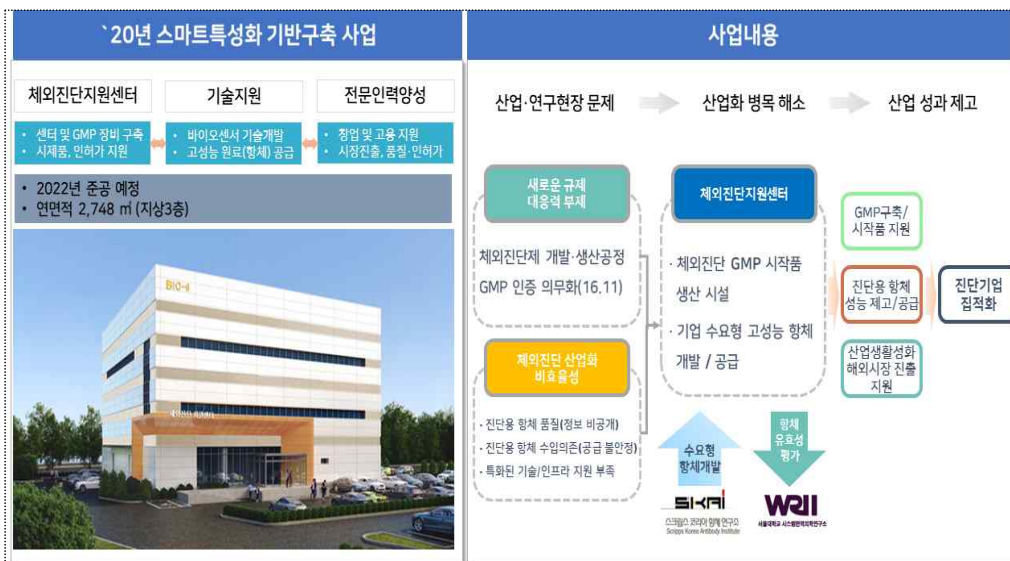 `20년 스마트특성화 기반구축 사업
체외진단지원센터
기술지원
전문인력양성
• 센터 및 GMP 장비 구축
• 시제품, 인허가 지원
• 바이오센서 기술개발
• 고성능 원료(항체) 공급
• 창업 및 고용 지원
• 시장진출, 품질·인허가
• 2022년 준공 예정
• 연면적 2,748 ㎡ (지상3층)
사업내용
산업·연구현장 문제
산업화 병목 해소
산업 성과 제고
새로운 규제
대응력 부재
체외진단제 개발·생산공정
GMP 인증 의무화(16.11)
체외진단 산업화
비효율성
· 진단용 항체 품질(정보 비공개)
· 진단용 항체 수입의존(공급 불안정)
· 특화된 기술/인프라 지원 부족
체외진단지원센터
· 체외진단 GMP 시작품
생산 시설
· 기업 수요형 고성능 항체
개발 / 공급
수요형
항체개발
항체
유효성
평가
SKAI
스크립스 코리아 항체 연구소
Scripps Korea Antibody Institute
WRII
서울대학교 시스템면역의학연구소
GMP구축/
시작품 지원
진단용 항체
성능 제고/공급
산업생활성화
해외시장 진출
지원
진단기업
집적화